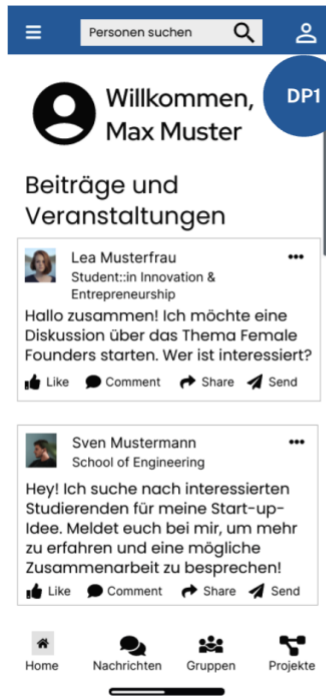 Personen suchen
Willkommen,
Max Muster
DP1
Beiträge und
Veranstaltungen
Lea Musterfrau
Student::in Innovation &
Entrepreneurship
Hallo zusammen! Ich möchte eine
Diskussion über das Thema Female
Founders starten. Wer ist interessiert?
Like Comment Share Send
Sven Mustermann
School of Engineering
Hey! Ich suche nach interessierten
Studierenden für meine Start-up-
Idee. Meldet euch bei mir, um mehr
zu erfahren und eine mögliche
Zusammenarbeit zu besprechen!
Like Comment Share Send
Home Nachrichten Gruppen Projekte